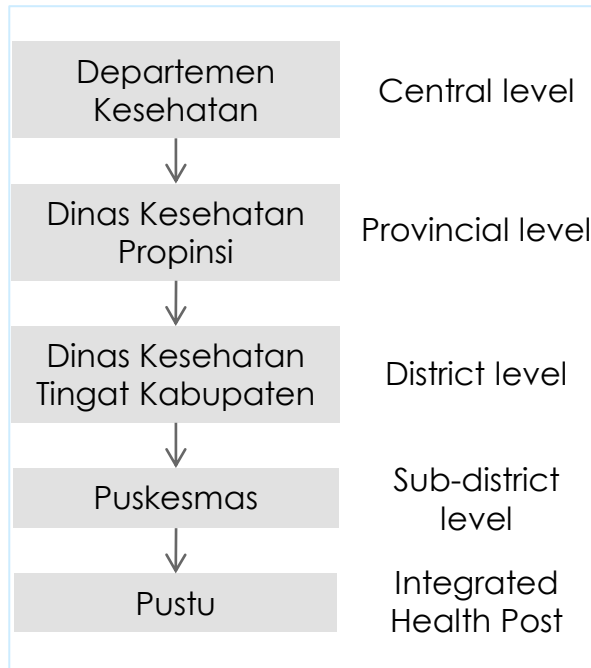 Departemen
Kesehatan
Central level
Dinas Kesehatan
Propinsi
Provincial level
Dinas Kesehatan
Tingat Kabupaten
District level
Puskesmas
Sub-district
level
Pustu
Integrated
Health Post